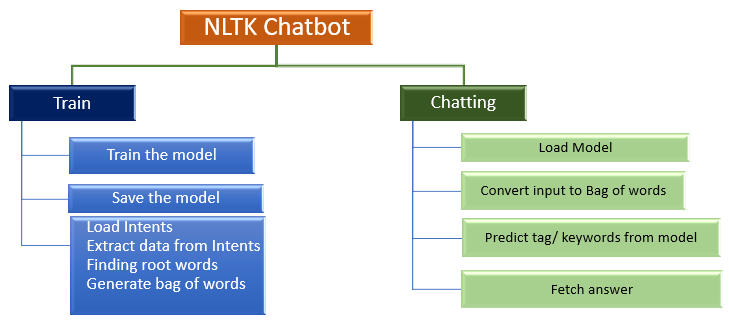 NLTK Chatbot
Train
Train the model
Save the model
Load Intents
Extract data from Intents
Finding root words
Generate bag of words
Chatting
Load Model
Convert input to Bag of words
Predict tag/ keywords from model
Fetch answer